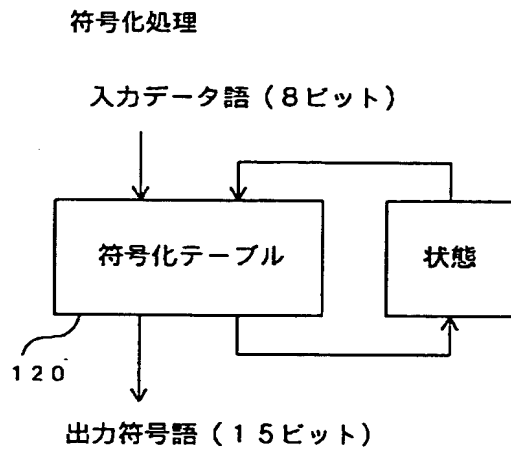 符号化処理
入力データ語（８ビット）
符号化テーブル
状態
１２０
出力符号語（１５ビット）